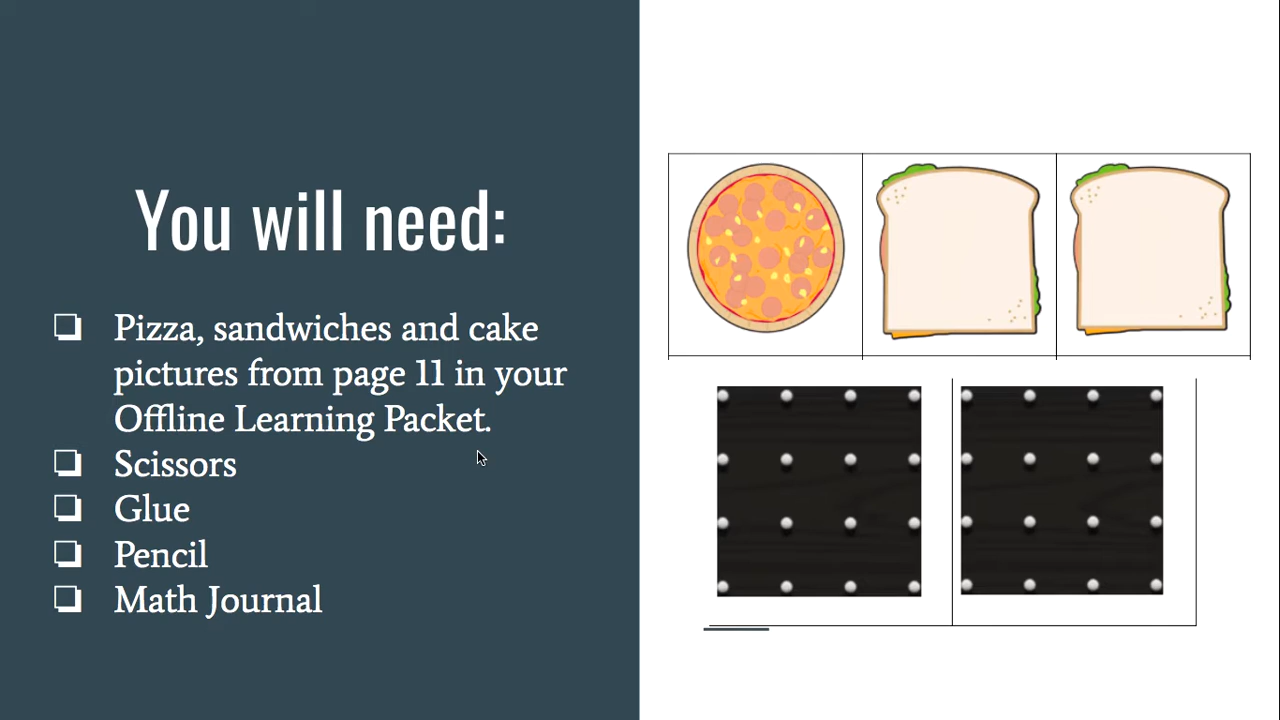 You will need:
Pizza, sandwiches and cake
pictures from page 11 in your
Offline Learning Packet.
Scissors
Glue
Pencil
Math Journal